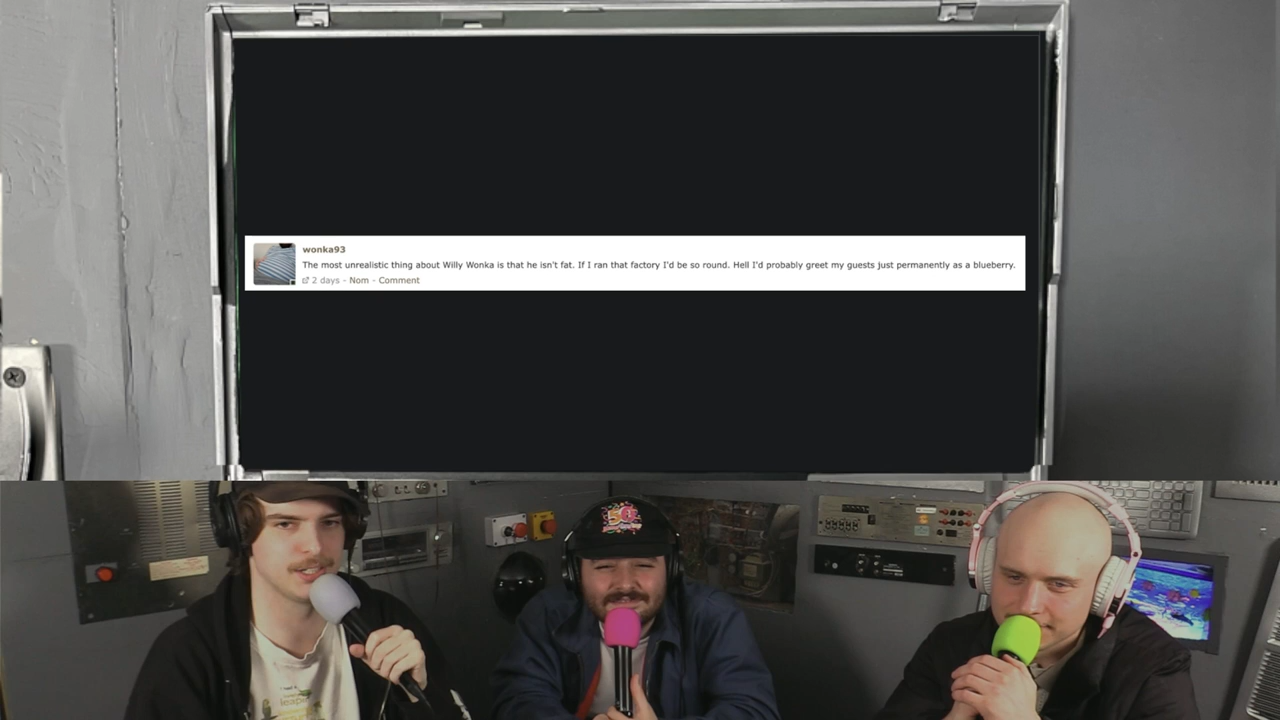 wonka93
The most unrealistic thing about Willy Wonka is that he isn't fat. If I ran that factory I'd be so round. Hell I'd probably greet my guests just permanently as a blueberry.
2 days - Nom - Comment
50